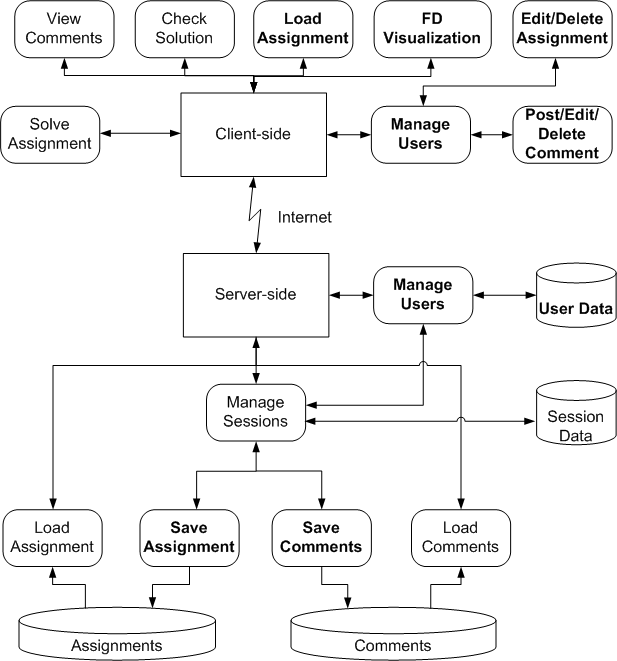 View
Comments
Check
Solution
Load
Assignment
FD
Visualization
Edit/Delete
Assignment
Solve
Assignment
Client-side
Manage
Users
Post/Edit/
Delete
Comment
Internet
Server-side
Manage
Users
User Data
Manage
Sessions
Session
Data
Load
Assignment
Save
Assignment
Save
Comments
Load
Comments
Assignments
Comments